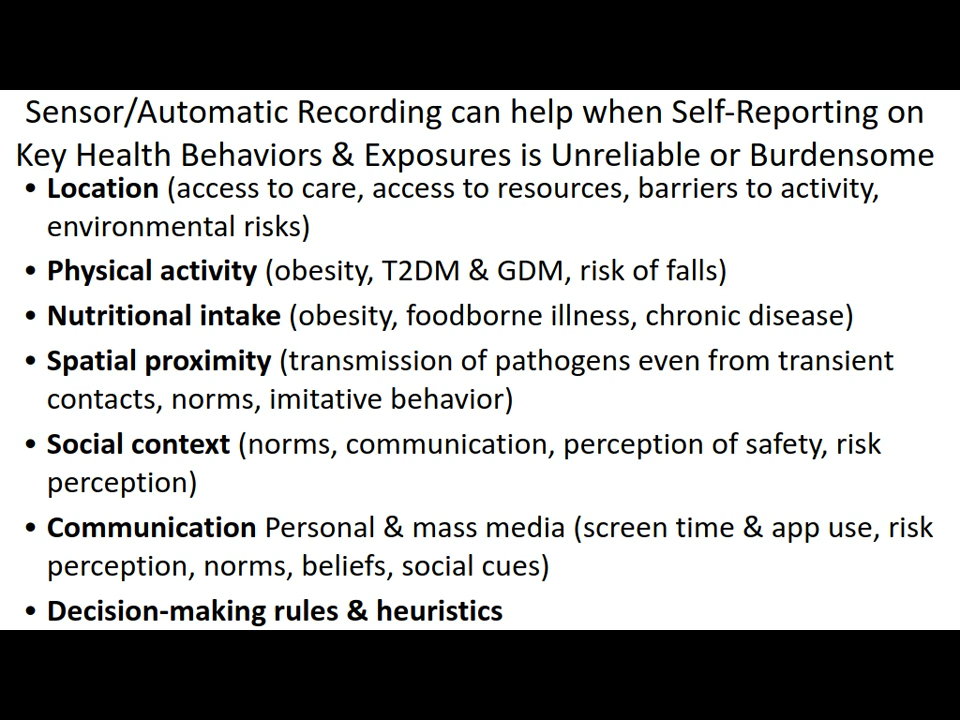 Sensor/Automatic Recording can help when Self-Reporting on
Key Health Behaviors & Exposures is Unreliable or Burdensome
• Location (access to care, access to resources, barriers to activity,
environmental risks)
• Physical activity (obesity, T2DM & GDM, risk of falls)
• Nutritional intake (obesity, foodborne illness, chronic disease)
• Spatial proximity (transmission of pathogens even from transient
contacts, norms, imitative behavior)
• Social context (norms, communication, perception of safety, risk
perception)
• Communication Personal & mass media (screen time & app use, risk
perception, norms, beliefs, social cues)
• Decision-making rules & heuristics